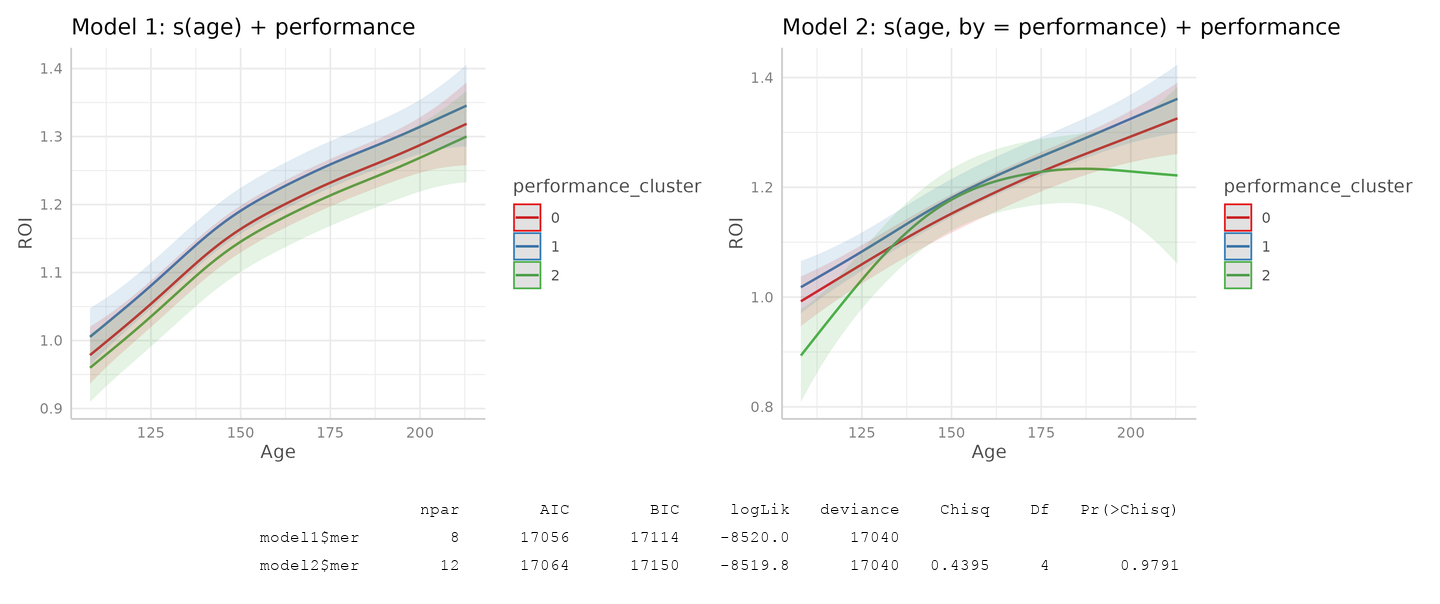 Model 1: s(age) + performance
1.4
1.3
1.2
1.1
1.0
0.9
ROI
125 150 175 200
Age
performance_cluster
0
1
2
Model 2: s(age, by = performance) + performance
1.4
1.2
1.0
0.8
ROI
125 150 175 200
Age
performance_cluster
0
1
2
npar AIC BIC logLik deviance Chisq Df Pr(>Chisq)
model1$mer 8 17056 17114 -8520.0 17040
model2$mer 12 17064 17150 -8519.8 17040 0.4395 4 0.9791